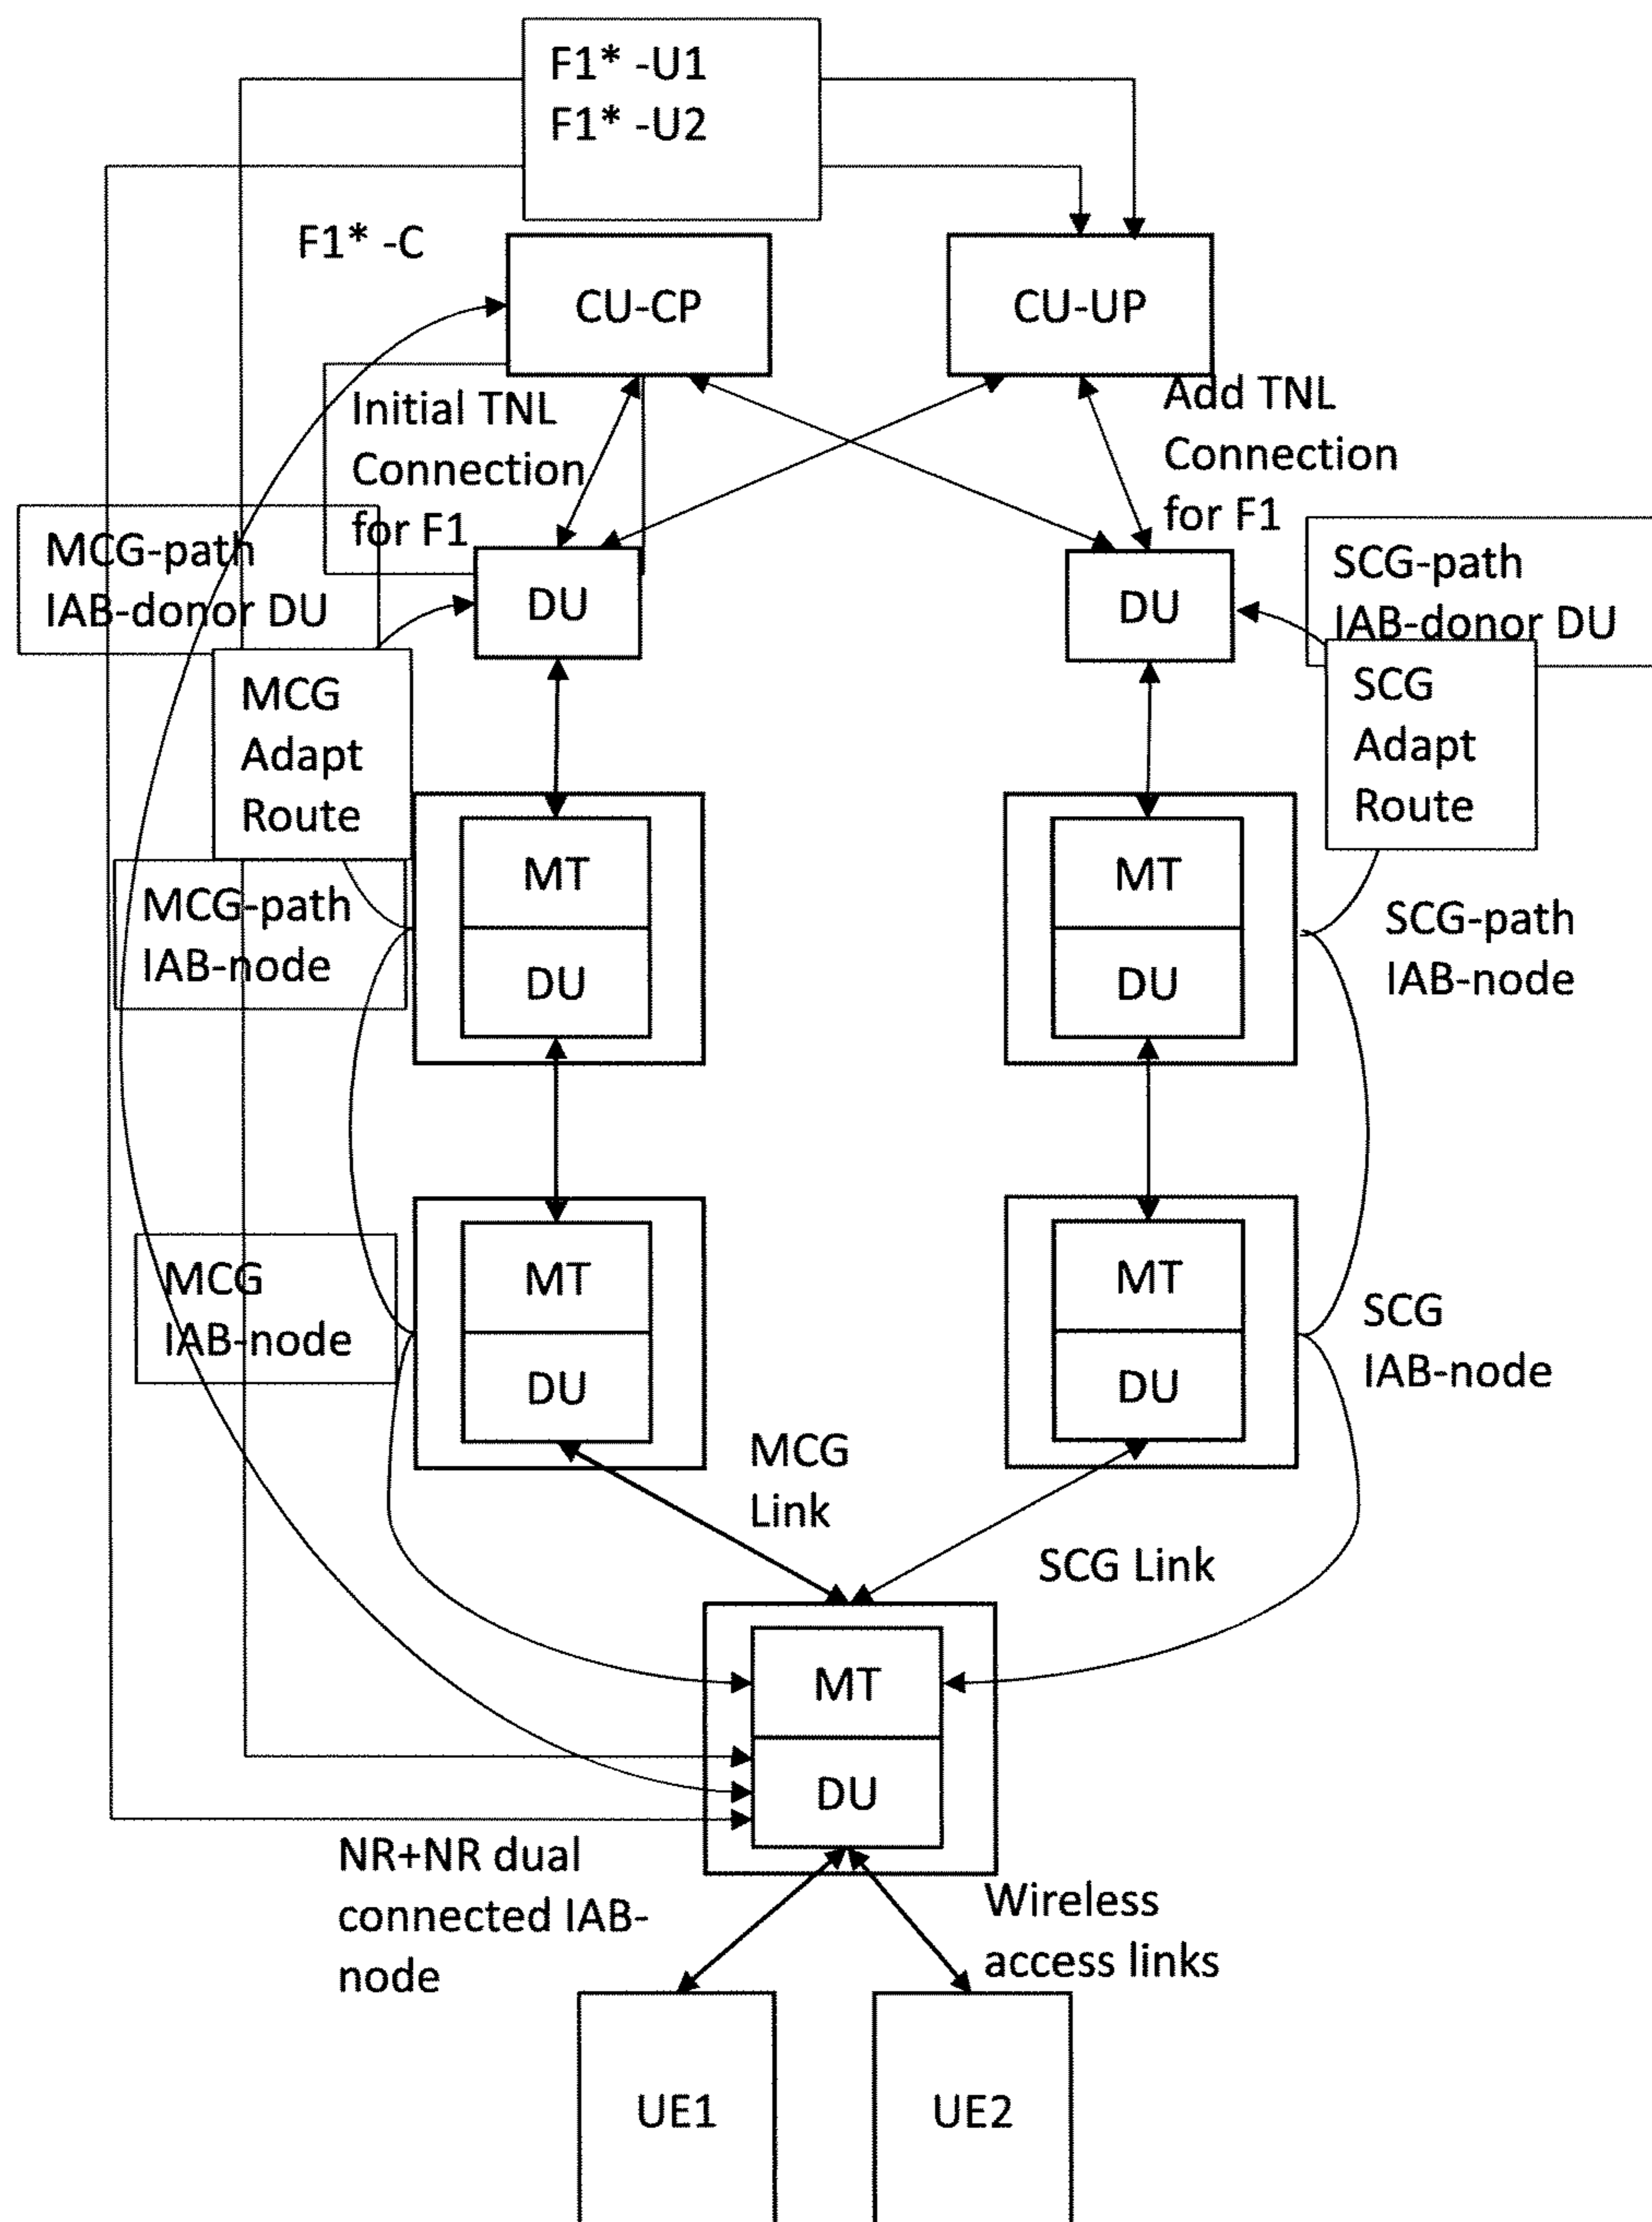 F1* -U1
F1* -U2
F1* -C
CU-CP
CU-UP
Initial TNL
Connection
for F1
Add TNL
Connection
for F1
MCG-path
IAB-donor DU
DU
DU
SCG-path
IAB-donor DU
MCG
Adapt
Route
SCG
Adapt
Route
MT
DU
MT
DU
MCG-path
IAB-node
SCG-path
IAB-node
MCG
IAB-node
MT
DU
MT
DU
SCG
IAB-node
MCG
Link
SCG Link
MT
DU
NR+NR dual
connected IAB-
node
Wireless
access links
UE1
UE2